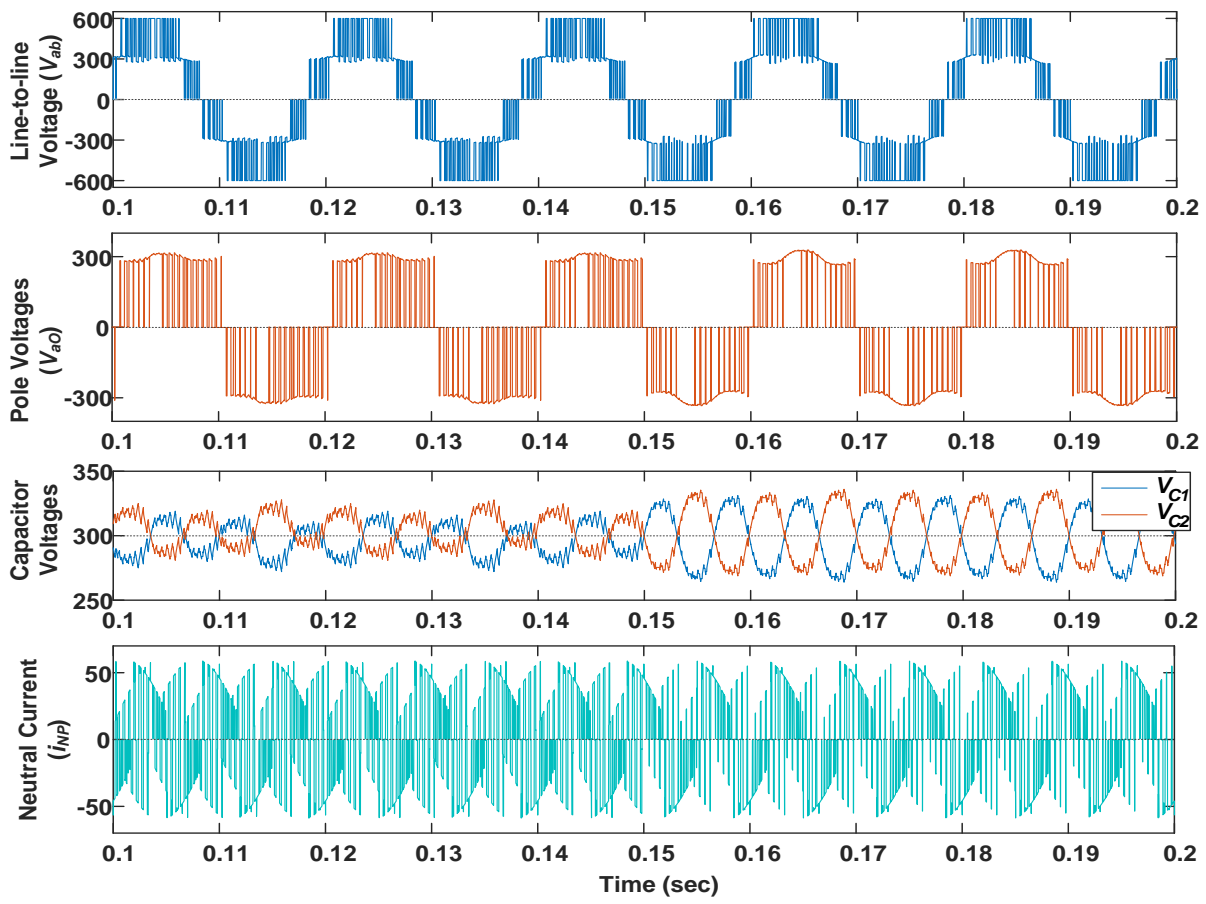 Line-to-line
Voltage (Vab)
600
300
0
-300
-600
0.1 0.11 0.12 0.13 0.14 0.15 0.16 0.17 0.18 0.19 0.2
Pole Voltages
(VaO)
300
0
-300
0.1 0.11 0.12 0.13 0.14 0.15 0.16 0.17 0.18 0.19 0.2
Capacitor
Voltages
350
300
250
VC1
VC2
0.1 0.11 0.12 0.13 0.14 0.15 0.16 0.17 0.18 0.19 0.2
Neutral Current
(iNP)
50
0
-50
0.1 0.11 0.12 0.13 0.14 0.15 0.16 0.17 0.18 0.19 0.2
Time (sec)